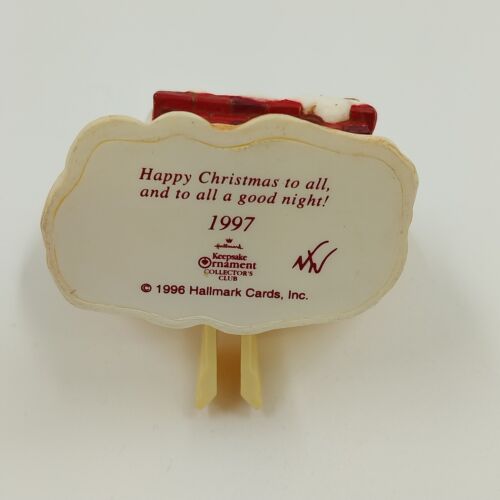 Happy Christmas to all,
and to all a good night!
1997
Hallmark
Keepsake
Ornament
COLLECTOR'S
CLUB
© 1996 Hallmark Cards, Inc.